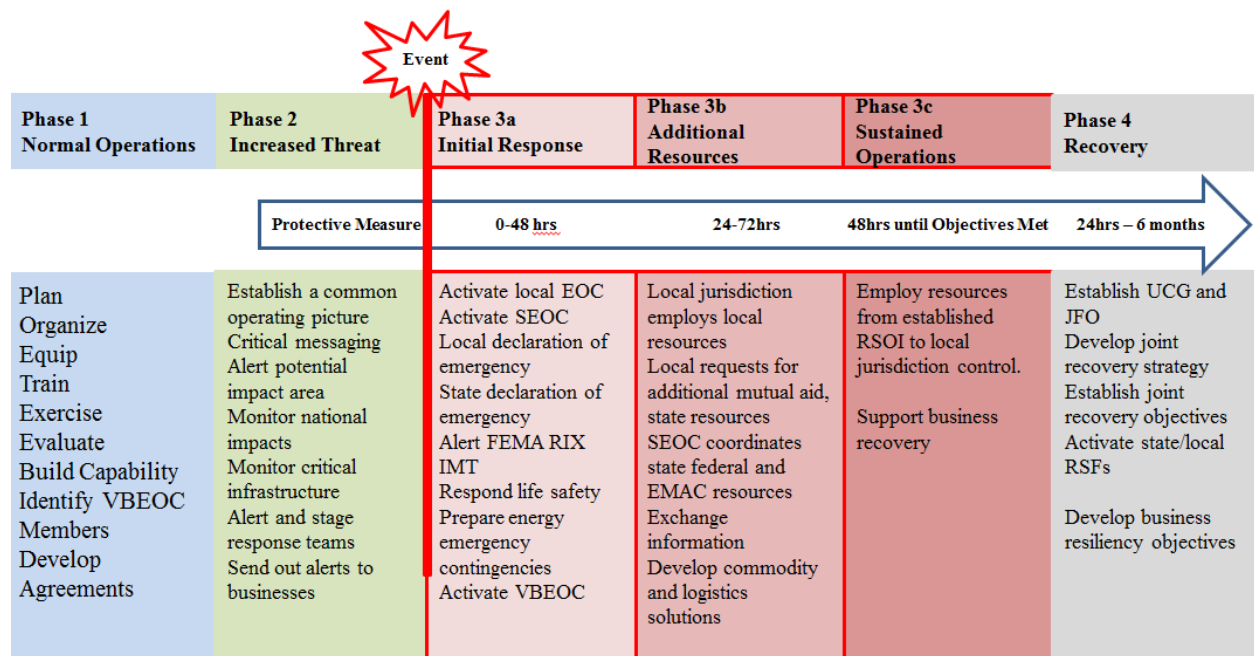 Event
Phase 1
Normal Operations
Phase 2
Increased Threat
Phase 3a
Initial Response
Phase 3b
Additional
Resources
Phase 3c
Sustained
Operations
Phase 4
Recovery
Protective Measure
0-48 hrs
24-72hrs
48hrs until Objectives Met
24hrs – 6 months
Plan
Organize
Equip
Train
Exercise
Evaluate
Build Capability
Identify VBEOC
Members
Develop
Agreements
Establish a common
operating picture
Critical messaging
Alert potential
impact area
Monitor national
impacts
Monitor critical
infrastructure
Alert and stage
response teams
Send out alerts to
businesses
Activate local EOC
Activate SEOC
Local declaration of
emergency
State declaration of
emergency
Alert FEMA RIX
IMT
Respond life safety
Prepare energy
emergency
contingencies
Activate VBEOC
Local jurisdiction
employs local
resources
Local requests for
additional mutual aid,
state resources
SEOC coordinates
state federal and
EMAC resources
Exchange
information
Develop commodity
and logistics
solutions
Employ resources
from established
RSOI to local
jurisdiction control.
Support business
recovery
Establish UCG and
JFO
Develop joint
recovery strategy
Establish joint
recovery objectives
Activate state/local
RSFs
Develop business
resiliency objectives